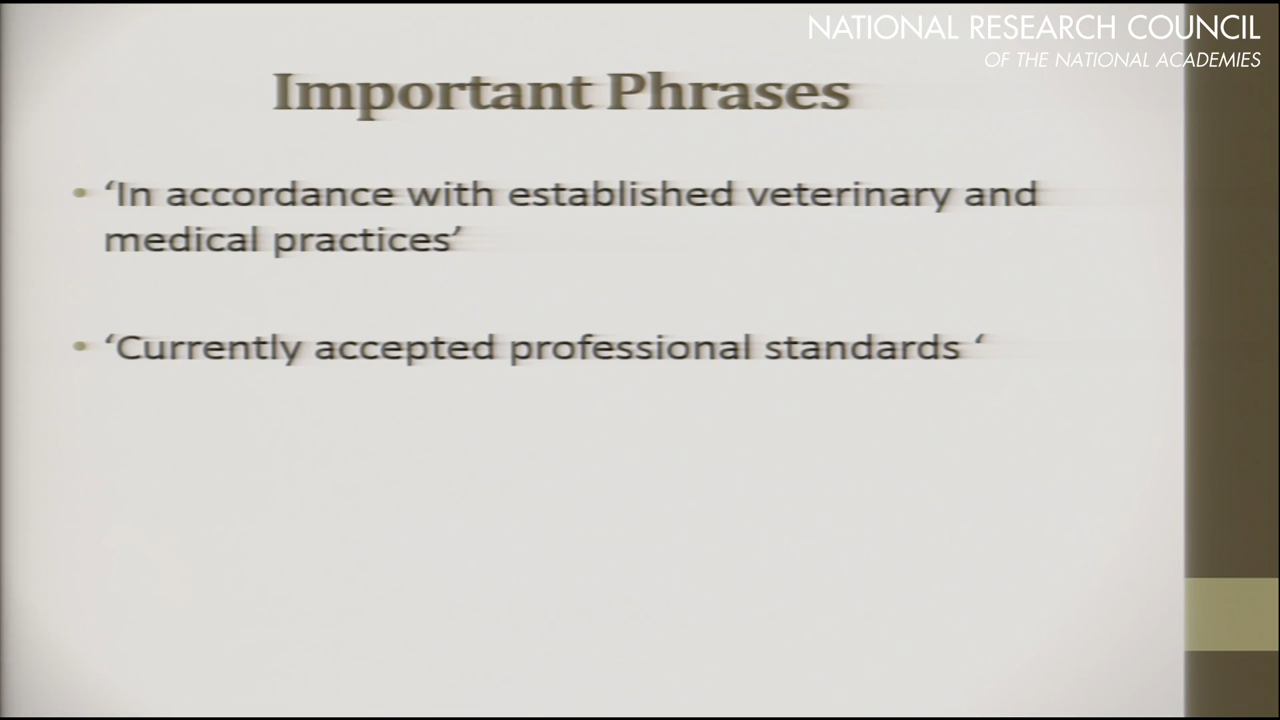 NATIONAL RESEARCH COUNCIL
OF THE NATIONAL ACADEMIES
Important Phrases
• ‘In accordance with established veterinary and
medical practices’
• ‘Currently accepted professional standards ‘